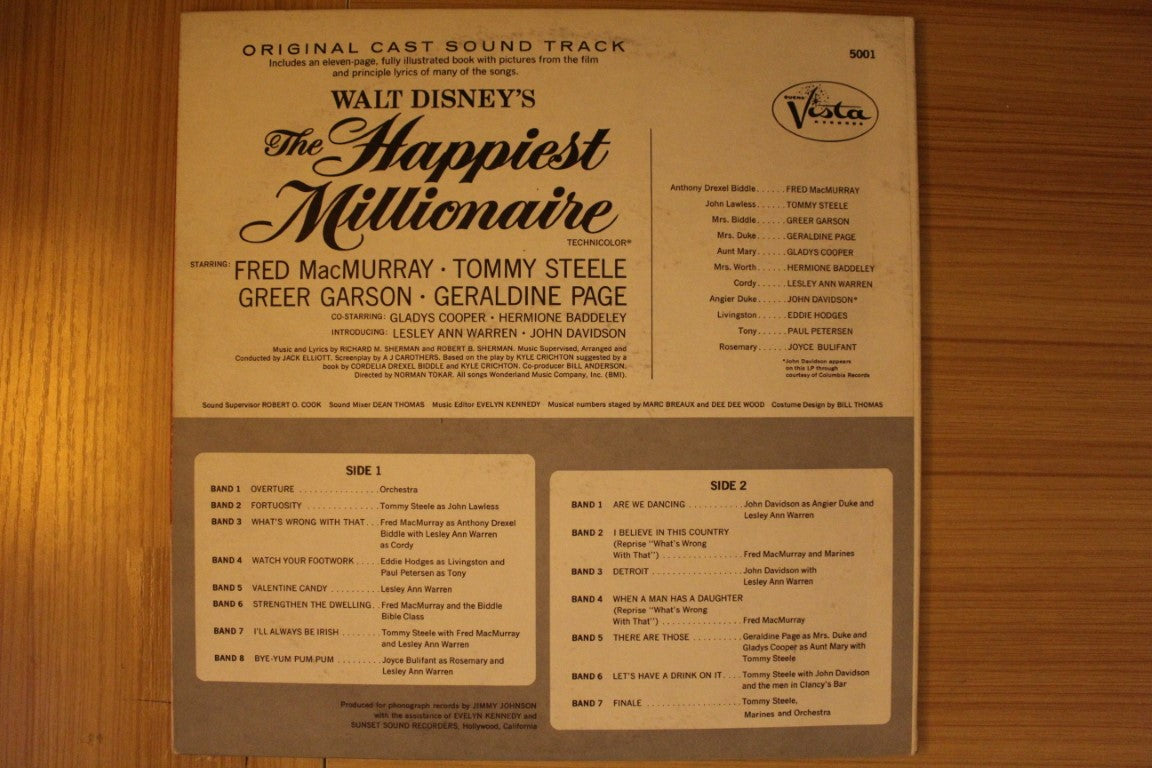 ORIGINAL CAST SOUND TRACK
Includes an eleven-page, fully illustrated book with pictures from the film
and principle lyrics of many of the songs.
WALT DISNEY'S
The Happiest
Millionaire
TECHNICOLOR®
STARRING: FRED MacMURRAY · TOMMY STEELE
GREER GARSON · GERALDINE PAGE
CO-STARRING: GLADYS COOPER · HERMIONE BADDELEY
INTRODUCING: LESLEY ANN WARREN · JOHN DAVIDSON
Music and Lyrics by RICHARD M. SHERMAN and ROBERT B. SHERMAN. Music Supervised, Arranged and
Conducted by JACK ELLIOTT. Screenplay by A J CAROTHERS. Based on the play by KYLE CRICHTON suggested by a
book by CORDELIA DREXEL BIDDLE and KYLE CRICHTON. Co-producer BILL ANDERSON.
Directed by NORMAN TOKAR. All songs Wonderland Music Company, Inc. (BMI).
5001
BUENA Vista
RECORDS
Anthony Drexel Biddle......FRED MacMURRAY
John Lawless......TOMMY STEELE
Mrs. Biddle......GREER GARSON
Mrs. Duke......GERALDINE PAGE
Aunt Mary......GLADYS COOPER
Mrs. Worth......HERMIONE BADDELEY
Cordy......LESLEY ANN WARREN
Angier Duke......JOHN DAVIDSON*
Livingston......EDDIE HODGES
Tony......PAUL PETERSEN
Rosemary......JOYCE BULIFANT
*John Davidson appears
on this LP through
courtesy of Columbia Records
Sound Supervisor ROBERT O. COOK Sound Mixer DEAN THOMAS Music Editor EVELYN KENNEDY Musical numbers staged by MARC BREAUX and DEE DEE WOOD Costume Design by BILL THOMAS
SIDE 1
BAND 1 OVERTURE ................Orchestra
BAND 2 FORTUOSITY ...............Tommy Steele as John Lawless
BAND 3 WHAT'S WRONG WITH THAT...Fred MacMurray as Anthony Drexel
Biddle with Lesley Ann Warren
as Cordy
BAND 4 WATCH YOUR FOOTWORK .....Eddie Hodges as Livingston and
Paul Petersen as Tony
BAND 5 VALENTINE CANDY ..........Lesley Ann Warren
BAND 6 STRENGTHEN THE DWELLING..Fred MacMurray and the Biddle
Bible Class
BAND 7 I'LL ALWAYS BE IRISH ........Tommy Steele with Fred MacMurray
and Lesley Ann Warren
BAND 8 BYE-YUM PUM-PUM .........Joyce Bulifant as Rosemary and
Lesley Ann Warren
Produced for phonograph records by JIMMY JOHNSON
with the assistance of EVELYN KENNEDY and
SUNSET SOUND RECORDERS, Hollywood, California
SIDE 2
BAND 1 ARE WE DANCING ...........John Davidson as Angier Duke and
Lesley Ann Warren
BAND 2 I BELIEVE IN THIS COUNTRY
(Reprise "What's Wrong
With That") ................Fred MacMurray and Marines
BAND 3 DETROIT ..................John Davidson with
Lesley Ann Warren
BAND 4 WHEN A MAN HAS A DAUGHTER
(Reprise "What's Wrong
With That") ................Fred MacMurray
BAND 5 THERE ARE THOSE ..........Geraldine Page as Mrs. Duke and
Gladys Cooper as Aunt Mary with
Tommy Steele
BAND 6 LET'S HAVE A DRINK ON IT....Tommy Steele with John Davidson
and the men in Clancy's Bar
BAND 7 FINALE ...................Tommy Steele,
Marines and Orchestra